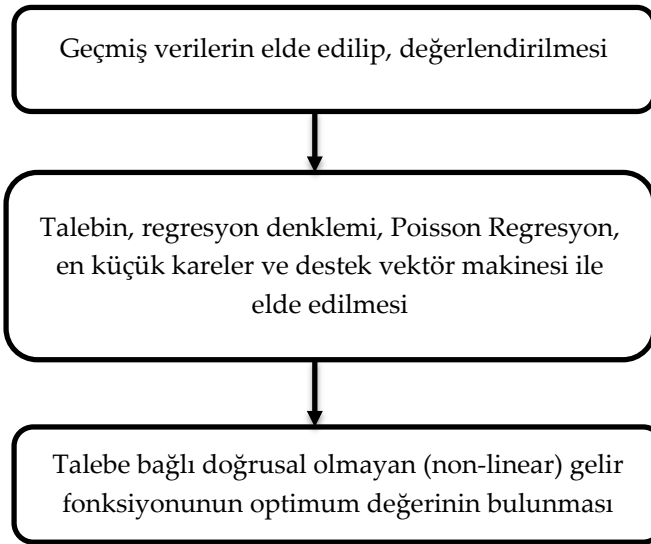 Geçmiş verilerin elde edilip, değerlendirilmesi
Talebin, regresyon denklemi, Poisson Regresyon,
en küçük kareler ve destek vektör makinesi ile
elde edilmesi
Talebe bağlı doğrusal olmayan (non-linear) gelir
fonksiyonunun optimum değerinin bulunması